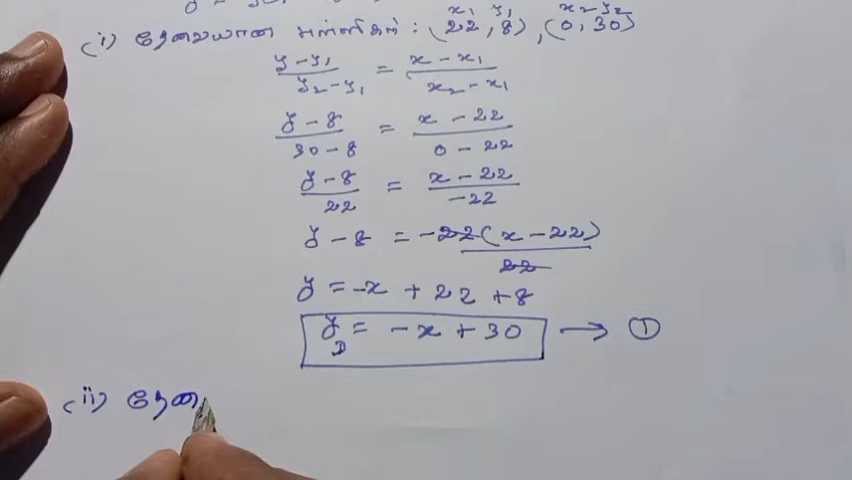 x₁ y₁ x₂ y₂
(i) தேவையான புள்ளிகள் : (22, 8), (0, 30)
y - y₁ / y₂ - y₁ = x - x₁ / x₂ - x₁
y - 8 / 30 - 8 = x - 22 / 0 - 22
y - 8 / 22 = x - 22 / -22
y - 8 = -22(x - 22) / 22
y = -x + 22 + 8
y_D = -x + 30 → ①
(ii) தேவை